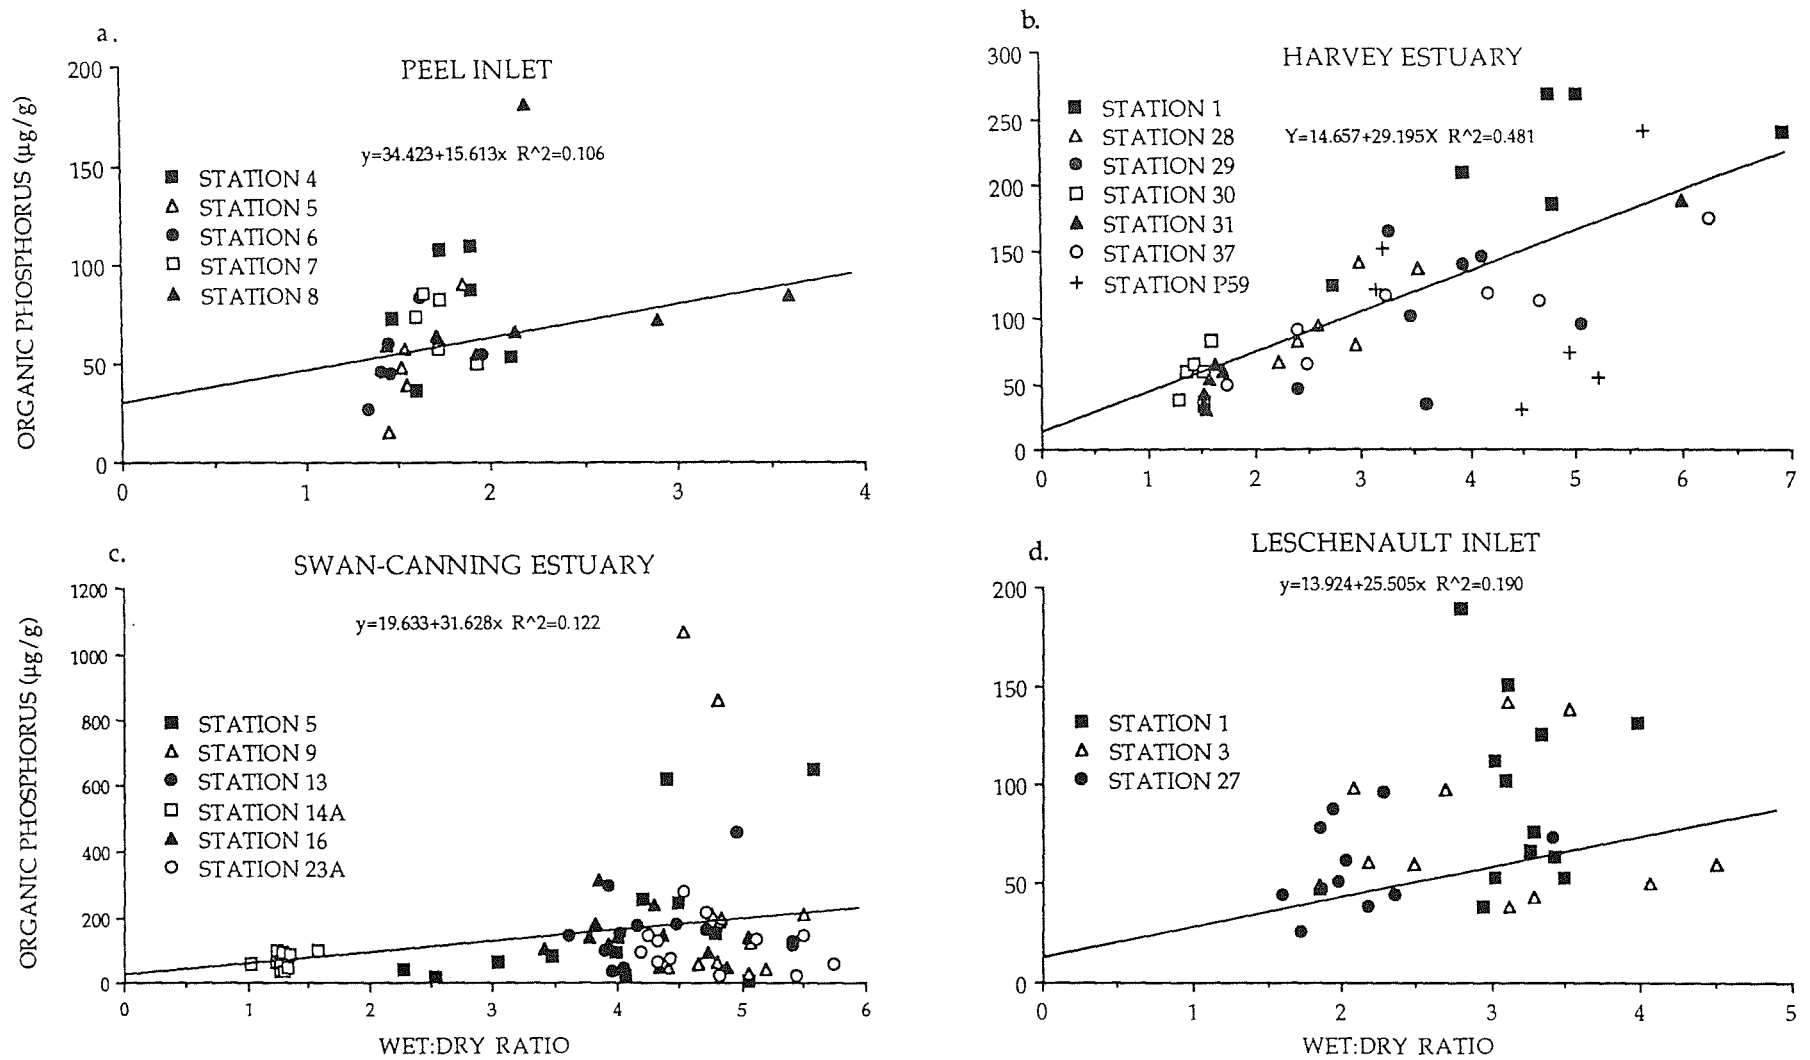 a.
PEEL INLET
y=34.423+15.613x R^2=0.106
ORGANIC PHOSPHORUS (µg/g)
200
150
100
50
0
STATION 4
STATION 5
STATION 6
STATION 7
STATION 8
0 1 2 3 4
b.
HARVEY ESTUARY
Y=14.657+29.195X R^2=0.481
300
250
200
150
100
50
0
STATION 1
STATION 28
STATION 29
STATION 30
STATION 31
STATION 37
STATION P59
0 1 2 3 4 5 6 7
c.
SWAN-CANNING ESTUARY
y=19.633+31.628x R^2=0.122
ORGANIC PHOSPHORUS (µg/g)
1200
1000
800
600
400
200
0
STATION 5
STATION 9
STATION 13
STATION 14A
STATION 16
STATION 23A
0 1 2 3 4 5 6
WET:DRY RATIO
d.
LESCHENAULT INLET
y=13.924+25.505x R^2=0.190
200
150
100
50
0
STATION 1
STATION 3
STATION 27
0 1 2 3 4 5
WET:DRY RATIO